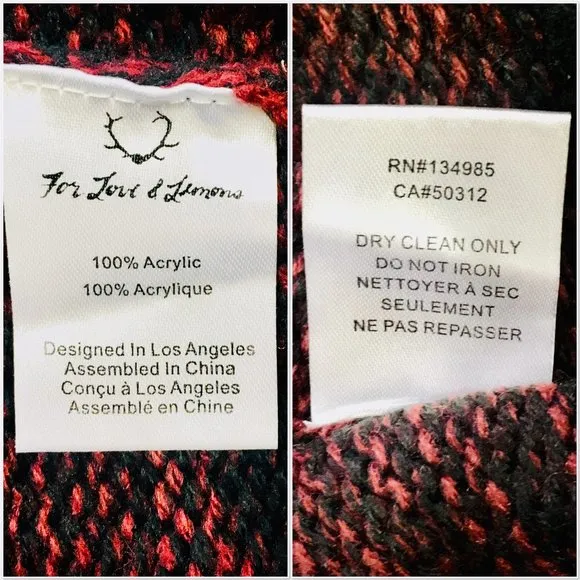 For Love & Lemons
100% Acrylic
100% Acrylique
Designed In Los Angeles
Assembled In China
Conçu à Los Angeles
Assemblé en Chine
RN#134985
CA#50312
DRY CLEAN ONLY
DO NOT IRON
NETTOYER À SEC
SEULEMENT
NE PAS REPASSER